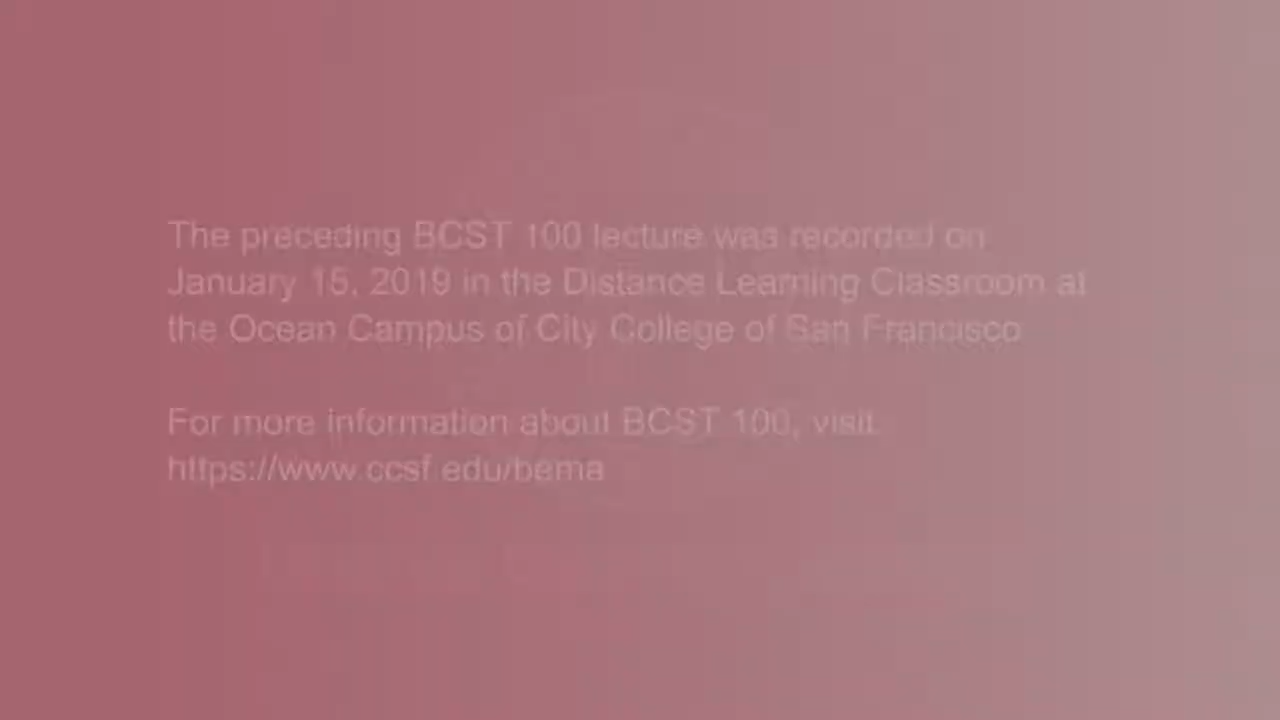 The preceding BCST 100 lecture was recorded on
January 15, 2019 in the Distance Learning Classroom at
the Ocean Campus of City College of San Francisco
For more information about BCST 100, visit
https://www.ccsf.edu/bema